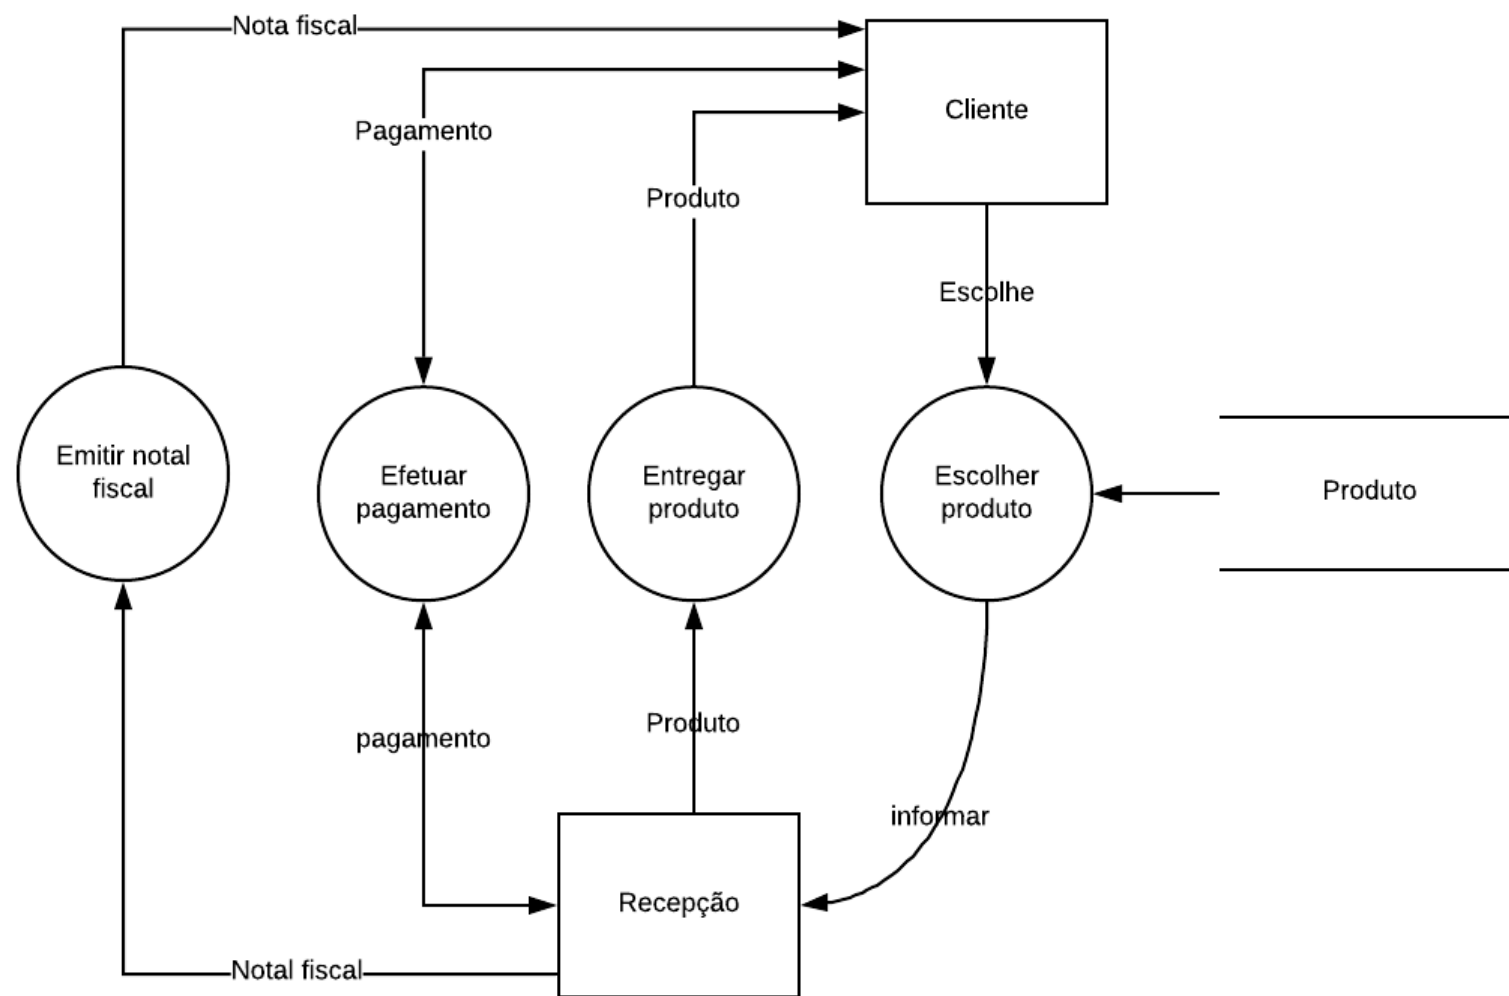 Nota fiscal
Cliente
Pagamento
Produto
Escolhe
Emitir notal
fiscal
Efetuar
pagamento
Entregar
produto
Escolher
produto
Produto
pagamento
Produto
informar
Recepção
Notal fiscal